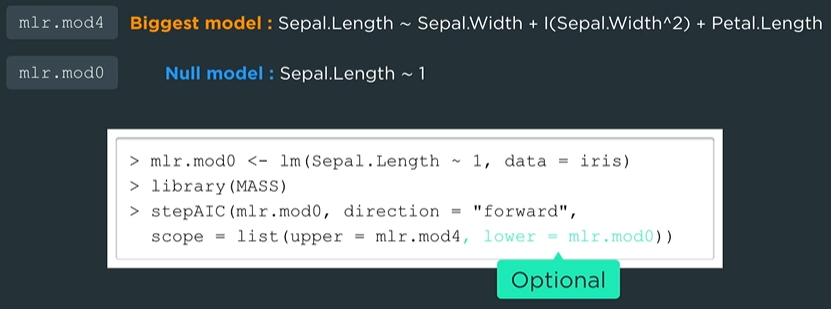 mlr.mod4 Biggest model : Sepal.Length ~ Sepal.Width + I(Sepal.Width^2) + Petal.Length
mlr.mod0 Null model : Sepal.Length ~ 1
> mlr.mod0 <- lm(Sepal.Length ~ 1, data = iris)
> library(MASS)
> stepAIC(mlr.mod0, direction = "forward",
scope = list(upper = mlr.mod4, lower = mlr.mod0))
Optional